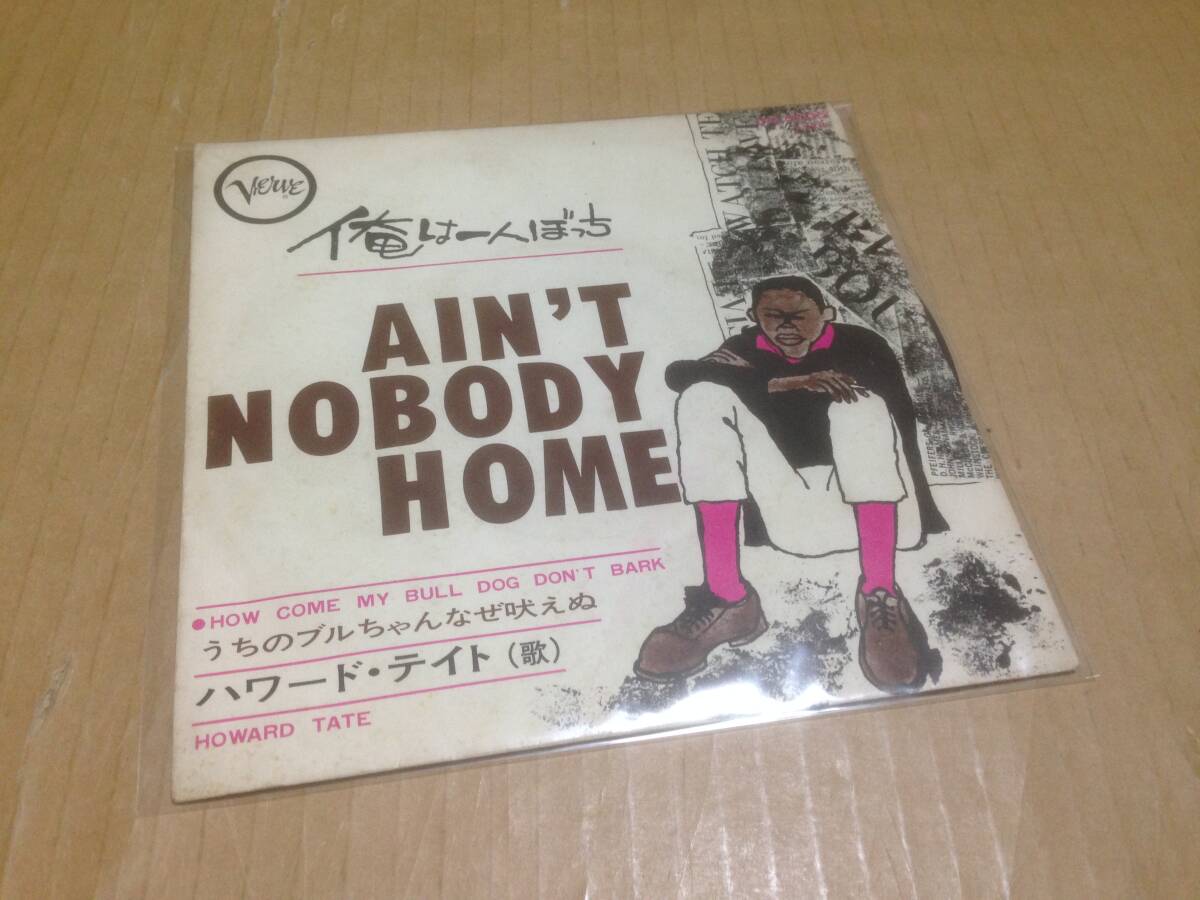 Verve
俺は一人ぼっち
AIN'T
NOBODY
HOME
●HOW COME MY BULL DOG DON'T BARK
うちのブルちゃんなぜ吠えぬ
ハワード・テイト(歌)
HOWARD TATE